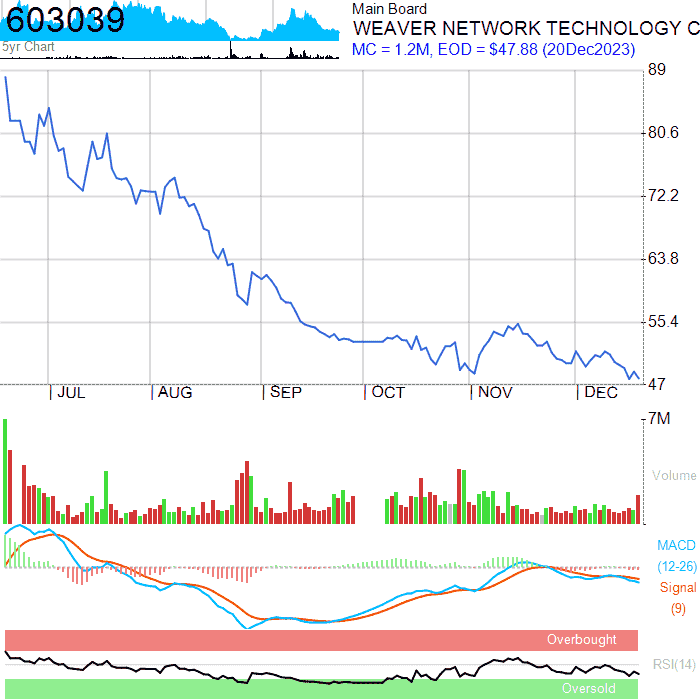 603039
5yr Chart
Main Board
WEAVER NETWORK TECHNOLOGY C
MC = 1.2M, EOD = $47.88 (20Dec2023)
89
80.6
72.2
63.8
55.4
47
JUL
AUG
SEP
OCT
NOV
DEC
7M
Volume
MACD
(12-26)
Signal
(9)
Overbought
RSI(14)
Oversold